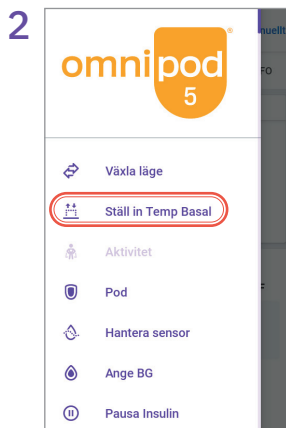 2
omnipod®
5
Växla läge
Ställ in Temp Basal
Aktivitet
Pod
Hantera sensor
Ange BG
Pausa Insulin